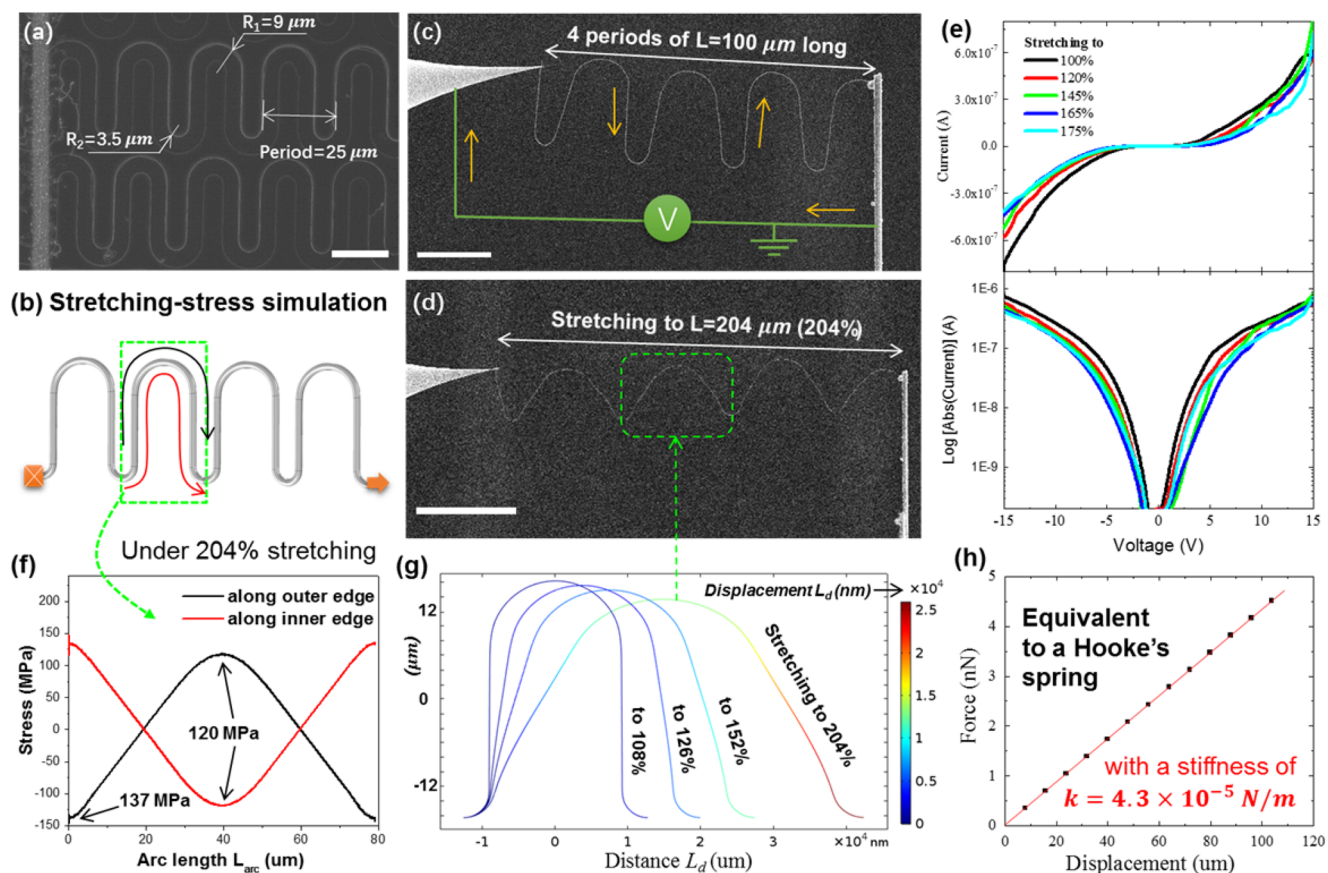 (a)
R1=9 μm
R2=3.5 μm
Period=25 μm
(b) Stretching-stress simulation
(c)
4 periods of L=100 μm long
V
(d)
Stretching to L=204 μm (204%)
(e)
Stretching to
100%
120%
145%
165%
175%
Current (A)
6.0x10⁻⁷
3.0x10⁻⁷
0.0
-3.0x10⁻⁷
-6.0x10⁻⁷
Log [Abs(Current)] (A)
1E-6
1E-7
1E-8
1E-9
-15 -10 -5 0 5 10 15
Voltage (V)
Under 204% stretching
(f)
along outer edge
along inner edge
Stress (MPa)
200
150
100
50
0
-50
-100
-150
120 MPa
137 MPa
0 20 40 60 80
Arc length Larc (um)
(g)
Displacement Ld (nm)
×10⁴
2.5
2
1.5
1
0.5
0
(μm)
12
0
-12
to 108%
to 126%
to 152%
Stretching to 204%
-1 0 1 2 3 4 ×10⁴ nm
Distance Ld (um)
(h)
Force (nN)
5
4
3
2
1
0
Equivalent
to a Hooke's
spring
with a stiffness of
k = 4.3 × 10⁻⁵ N/m
0 20 40 60 80 100 120
Displacement (um)